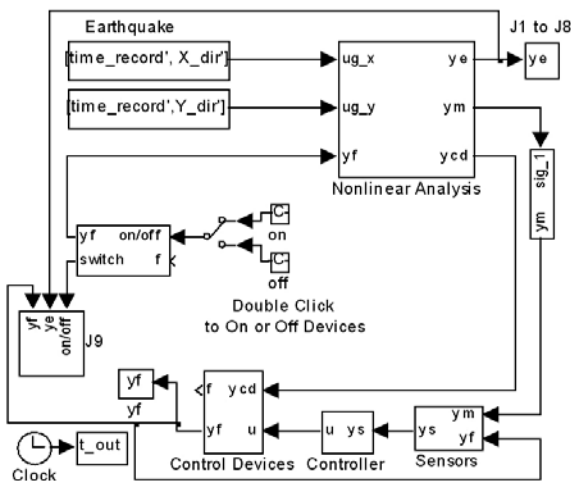 Earthquake
J1 to J8
[time_record', X_dir']
ug_x
ye
ye
[time_record',Y_dir']
ug_y
ym
yf
ycd
sig_1
ym
Nonlinear Analysis
yf
on/off
switch
f
C-
on
C-
off
Double Click
to On or Off Devices
yf
ye
on/off
J9
yf
yf
f
ycd
yf
u
Control Devices
u
ys
Controller
ym
ys
yf
Sensors
Clock
t_out